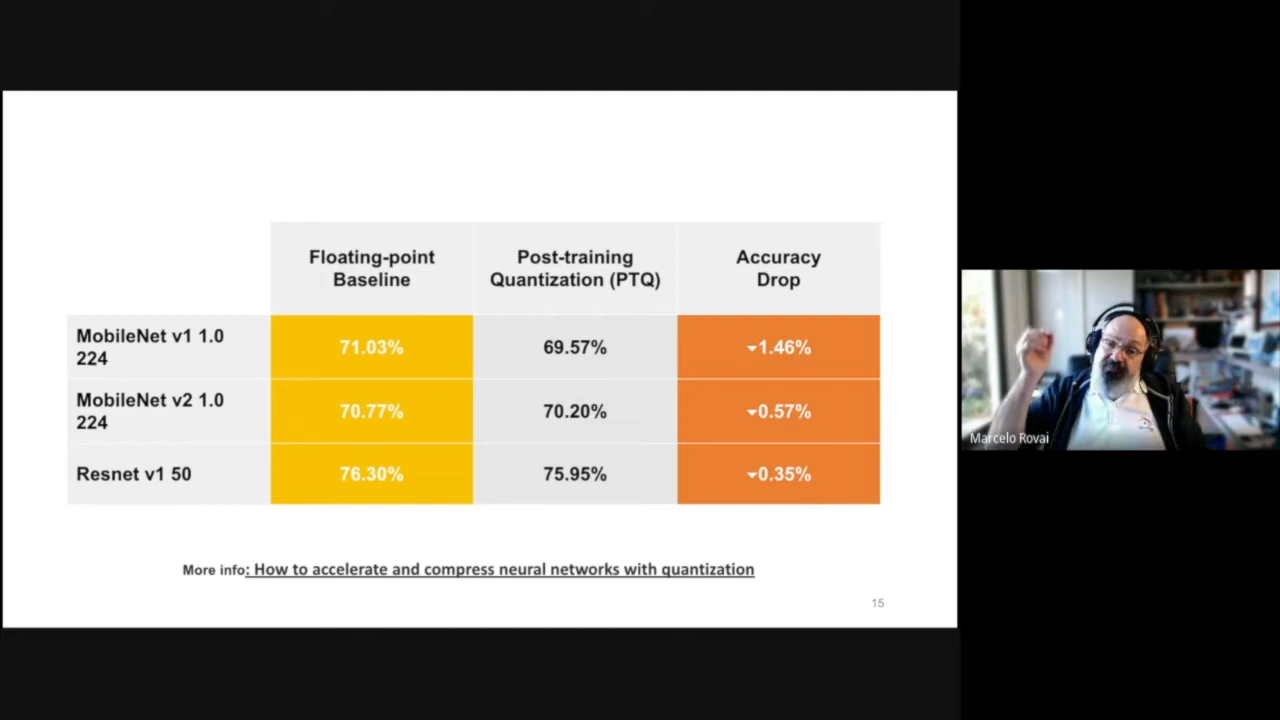 Floating-point
Baseline
Post-training
Quantization (PTQ)
Accuracy
Drop
MobileNet v1 1.0
224
71.03%
69.57%
1.46%
MobileNet v2 1.0
224
70.77%
70.20%
0.57%
Resnet v1 50
76.30%
75.95%
0.35%
More info: How to accelerate and compress neural networks with quantization
15
Marcelo Rovai